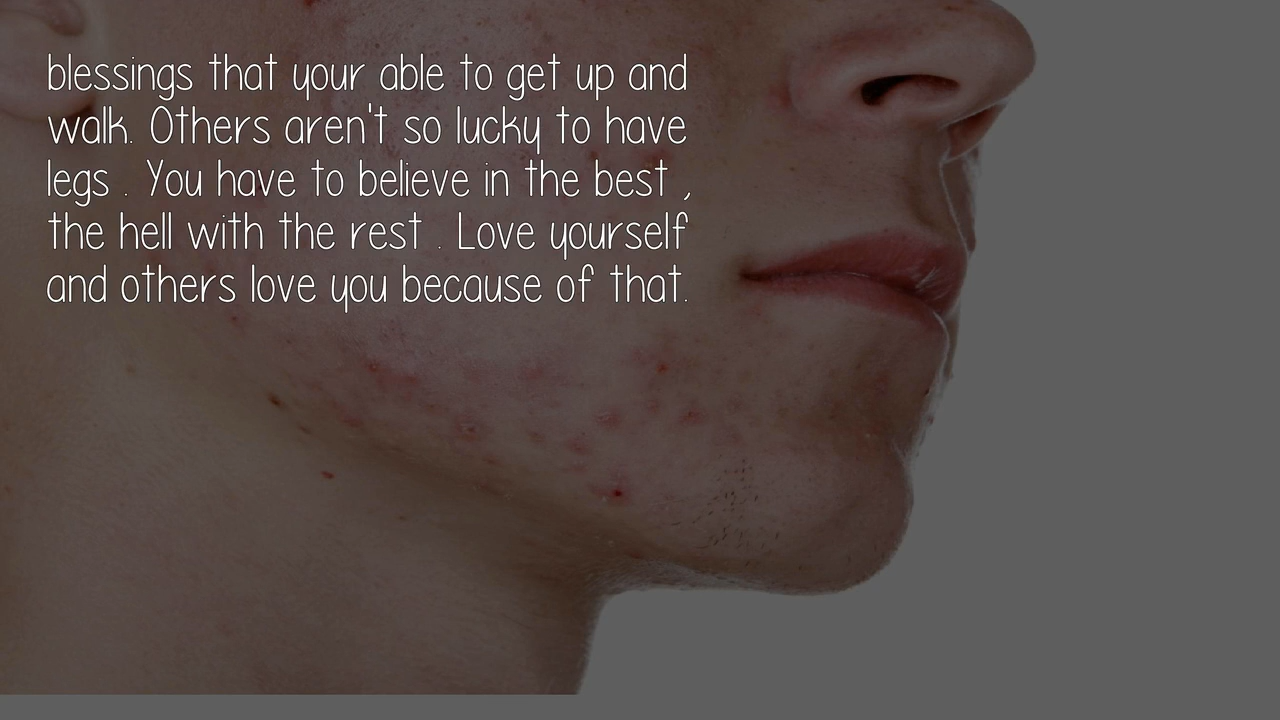 blessings that your able to get up and
walk. Others aren't so lucky to have
legs . You have to believe in the best ,
the hell with the rest . Love yourself
and others love you because of that.